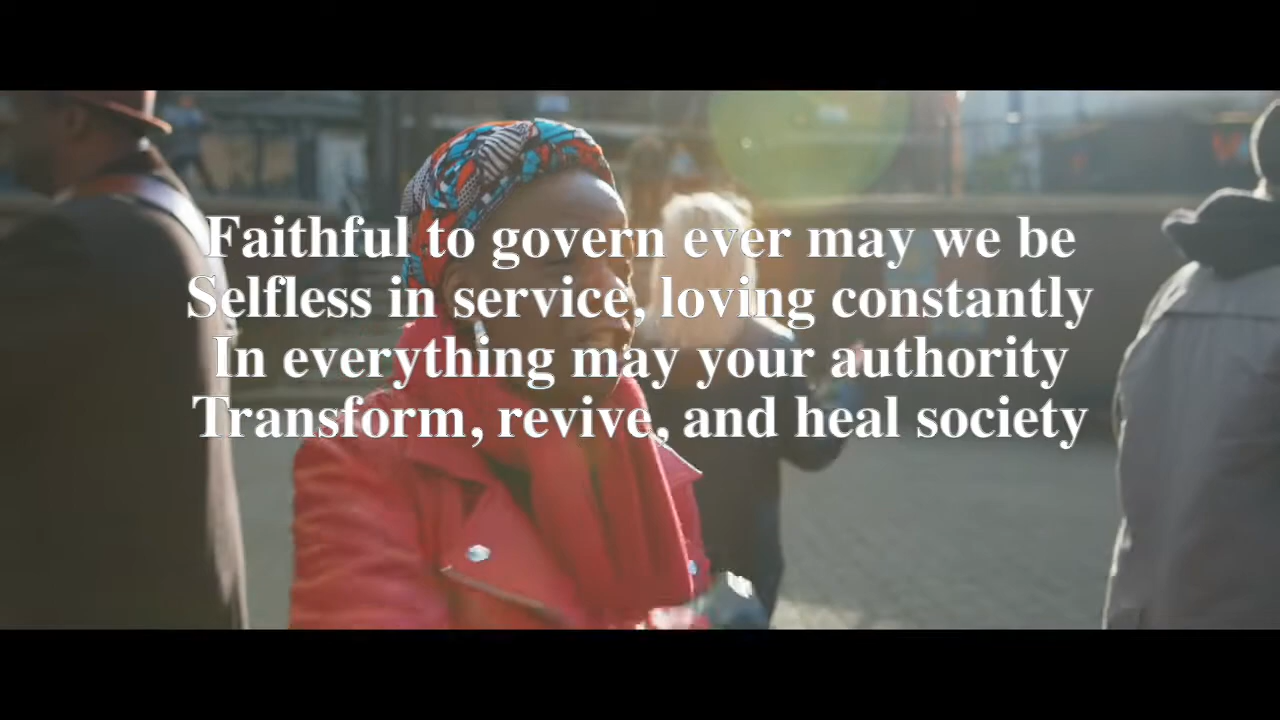 Faithful to govern ever may we be
Selfless in service, loving constantly
In everything may your authority
Transform, revive, and heal society